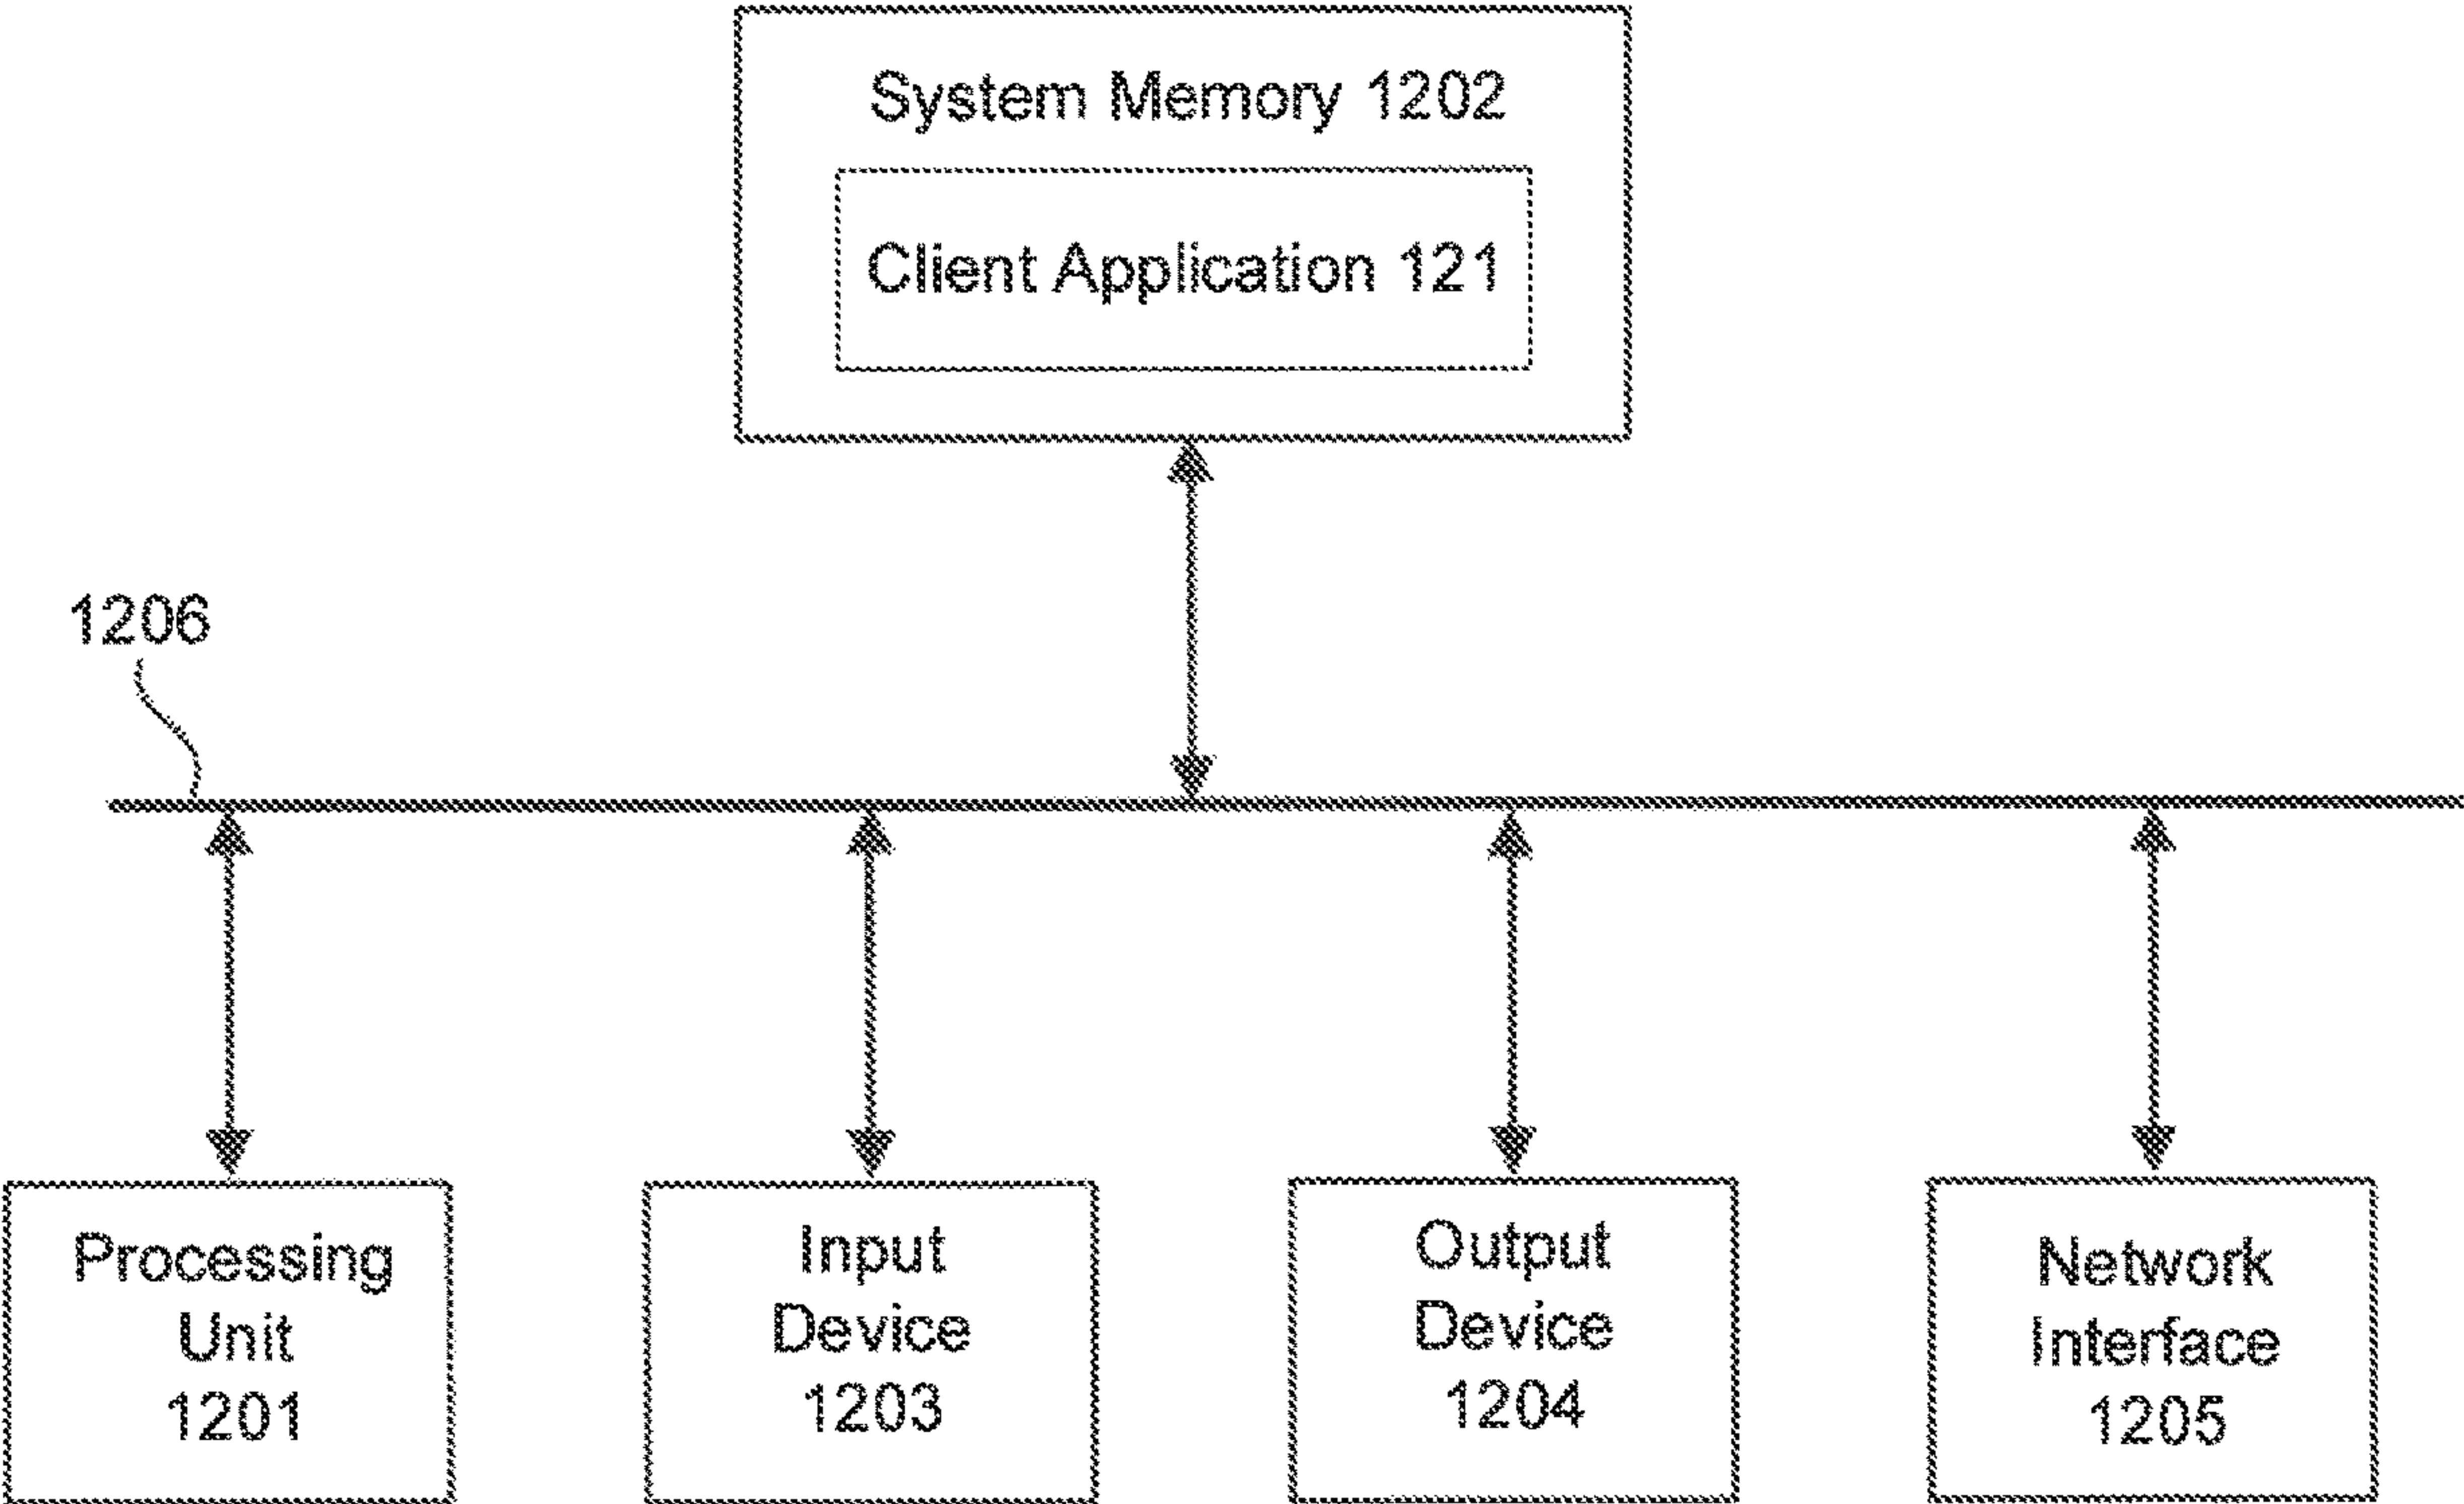 System Memory 1202
Client Application 121
1206
Processing
Unit
1201
Input
Device
1203
Output
Device
1204
Network
Interface
1205